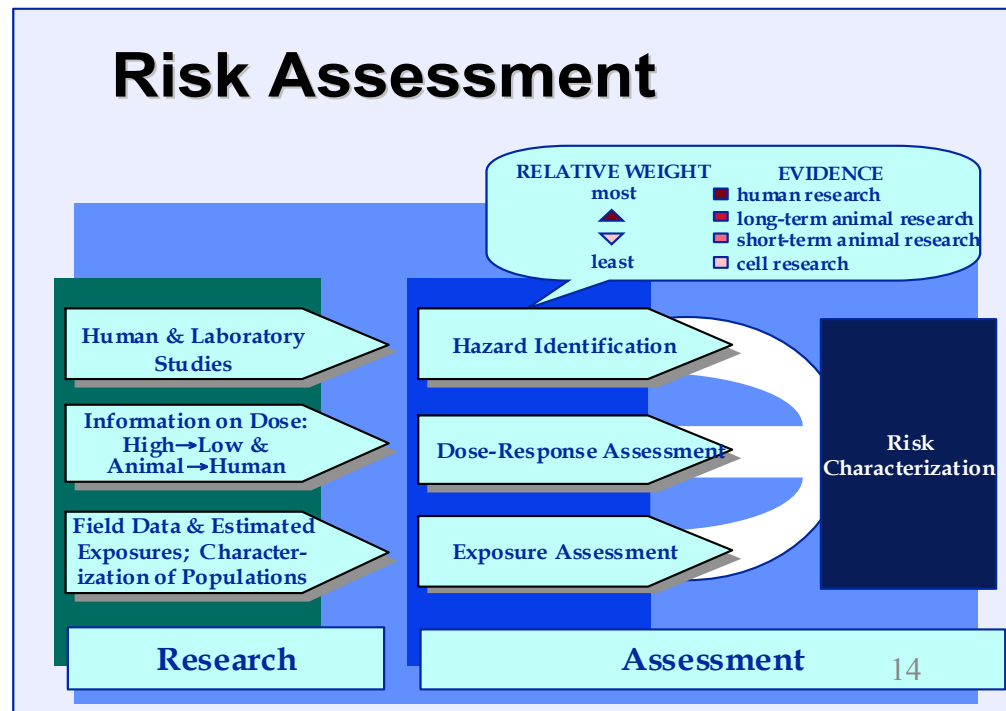 Risk Assessment
RELATIVE WEIGHT
most
least
EVIDENCE
human research
long-term animal research
short-term animal research
cell research
Human & Laboratory
Studies
Hazard Identification
Information on Dose:
High→Low &
Animal→Human
Dose-Response Assessment
Field Data & Estimated
Exposures; Character-
ization of Populations
Exposure Assessment
Risk
Characterization
Research
Assessment
14